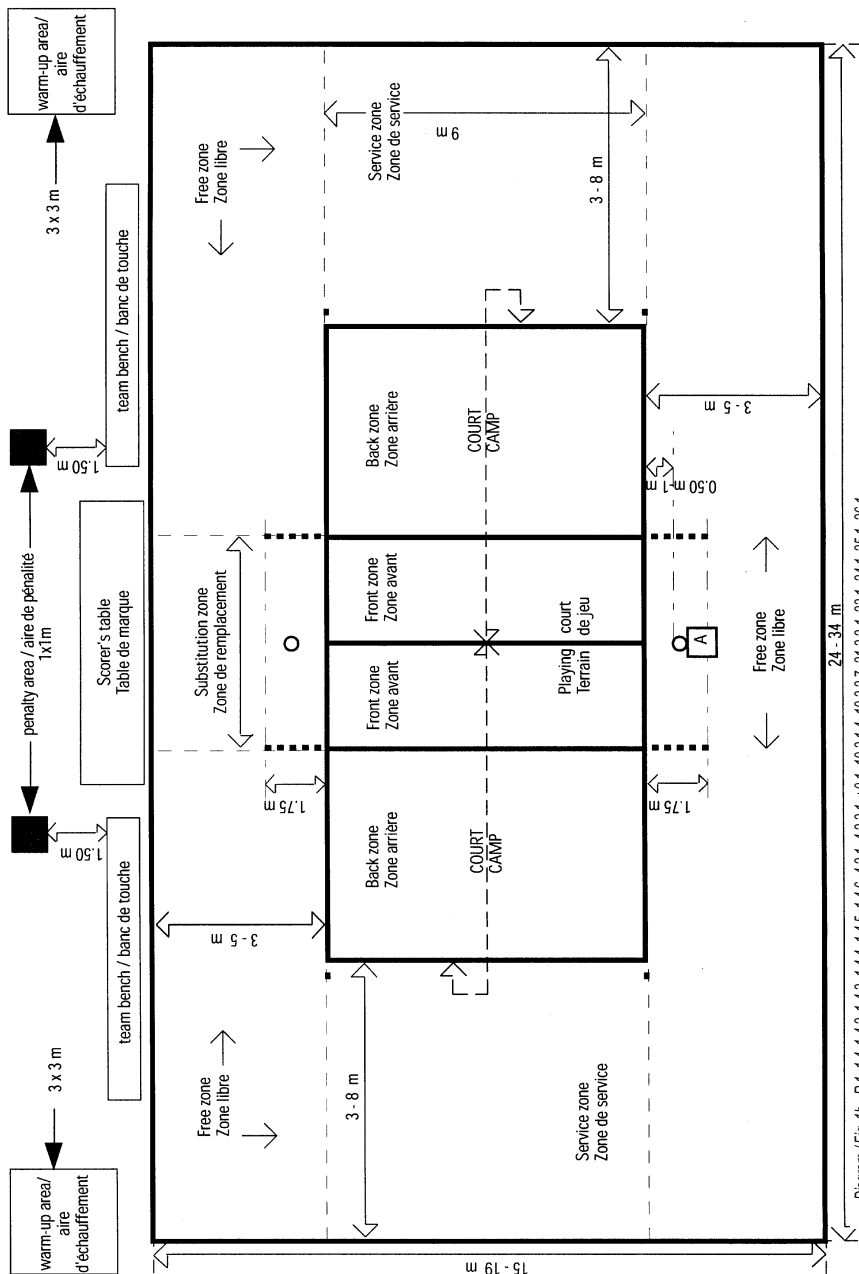 warm-up area/
aire
d'échauffement
3 x 3 m
penalty area / aire de pénalité
1x1m
3 x 3 m
warm-up area/
aire
d'échauffement
1.50 m
1.50 m
team bench / banc de touche
Scorer's table
Table de marque
team bench / banc de touche
Free zone
Zone libre
3 - 5 m
1.75 m
Substitution zone
Zone de remplacement
Free zone
Zone libre
3 - 8 m
Back zone
Zone arrière
Front zone
Zone avant
Front zone
Zone avant
Back zone
Zone arrière
Service zone
Zone de service
9 m
COURT
CAMP
COURT
CAMP
Service zone
Zone de service
Playing court
Terrain de jeu
3 - 8 m
1.75 m
A
0.50 m-1 m
3 - 5 m
Free zone
Zone libre
15 - 19 m
24 - 34 m